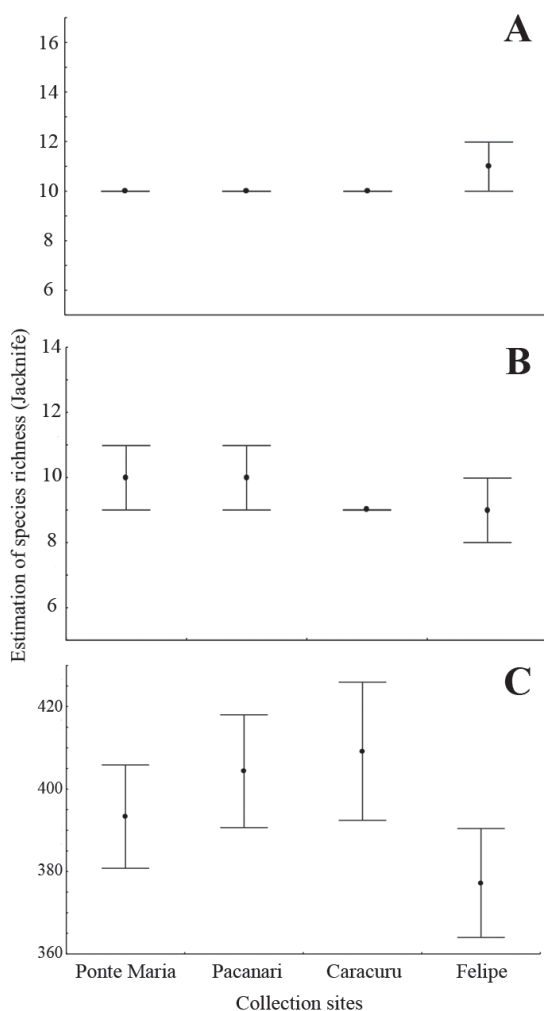 A
16
14
12
10
8
6
B
14
12
10
8
6
C
420
400
380
360
Estimation of species richness (Jacknife)
Ponte Maria Pacanari Caracuru Felipe
Collection sites